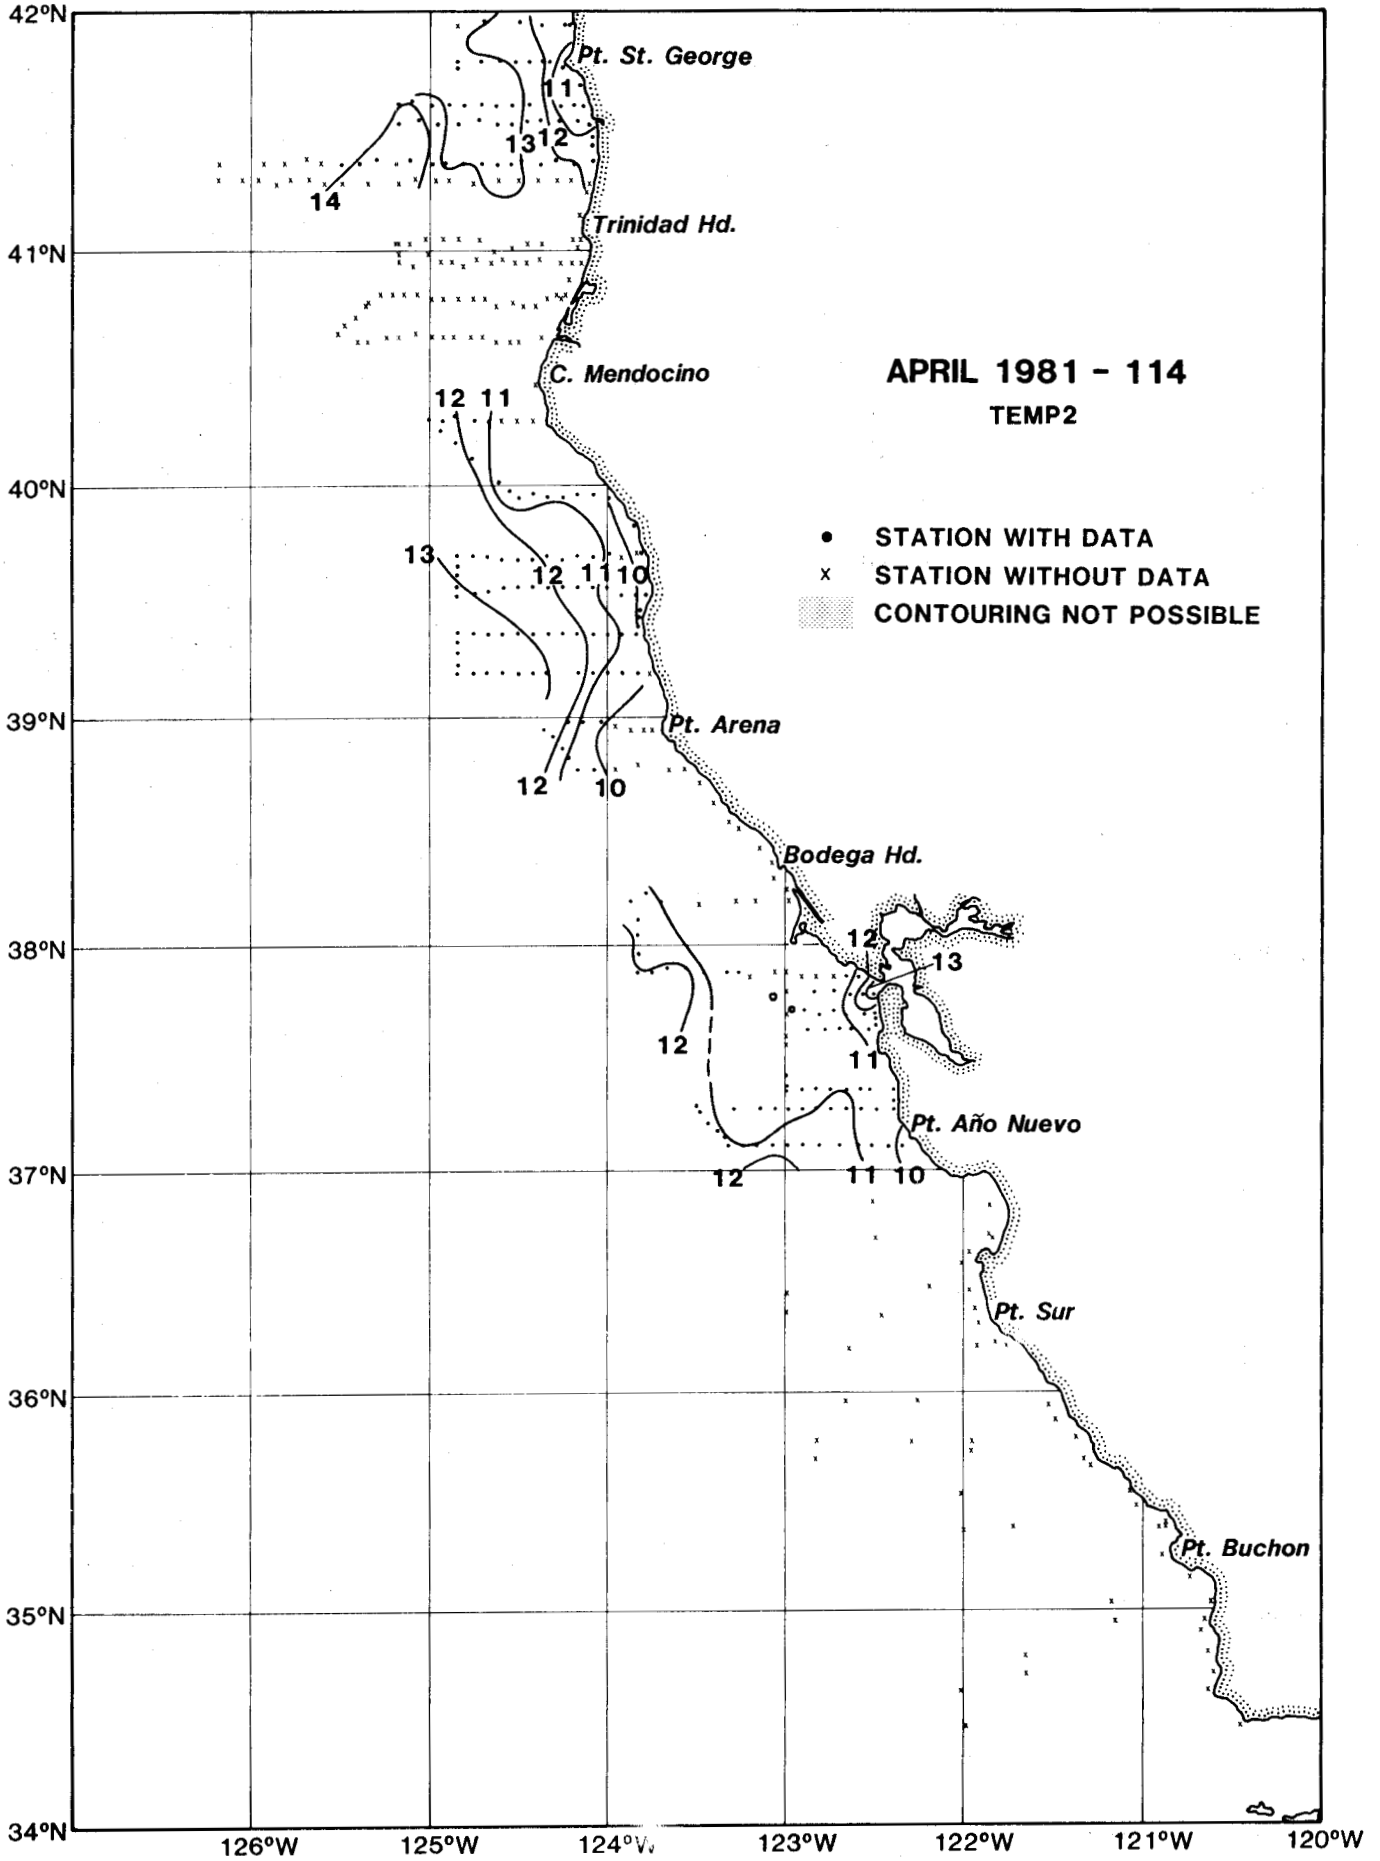 42°N
Pt. St. George
11
13 12
14
Trinidad Hd.
41°N
C. Mendocino
APRIL 1981 - 114
TEMP2
12 11
40°N
• STATION WITH DATA
13
12 11 10
x STATION WITHOUT DATA
CONTOURING NOT POSSIBLE
39°N
Pt. Arena
12 10
Bodega Hd.
38°N
12
13
12
11
Pt. Año Nuevo
37°N
12 11 10
Pt. Sur
36°N
Pt. Buchon
35°N
34°N
126°W 125°W 124°W 123°W 122°W 121°W 120°W